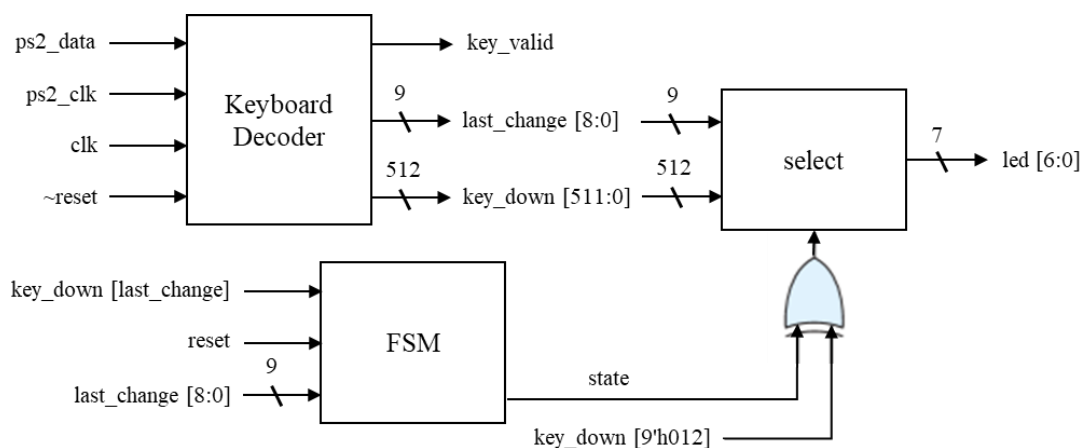 ps2_data
ps2_clk
clk
~reset
Keyboard
Decoder
key_valid
9
last_change [8:0]
512
key_down [511:0]
9
512
select
7
led [6:0]
key_down [last_change]
reset
9
last_change [8:0]
FSM
state
key_down [9'h012]